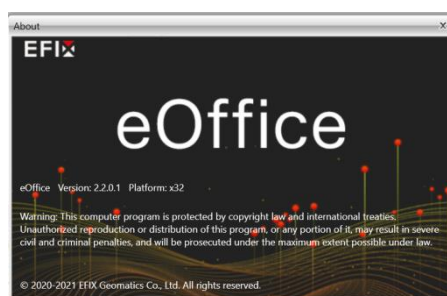 About
EFIX
eOffice
eOffice Version: 2.2.0.1 Platform: x32
Warning: This computer program is protected by copyright law and international treaties.
Unauthorized reproduction or distribution of this program, or any portion of it, may result in severe
civil and criminal penalties, and will be prosecuted under the maximum extent possible under law.
© 2020-2021 EFIX Geomatics Co., Ltd. All rights reserved.